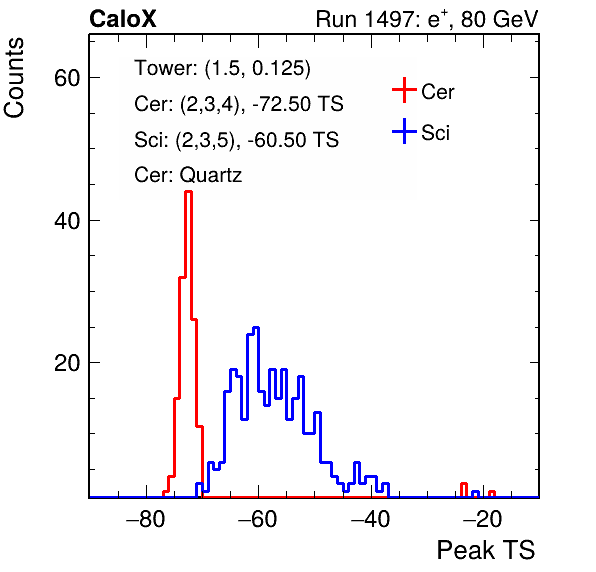 CaloX Run 1497: e⁺, 80 GeV
Counts
Tower: (1.5, 0.125)
Cer: (2,3,4), -72.50 TS
Sci: (2,3,5), -60.50 TS
Cer: Quartz
Cer
Sci
60
40
20
−80 −60 −40 −20
Peak TS